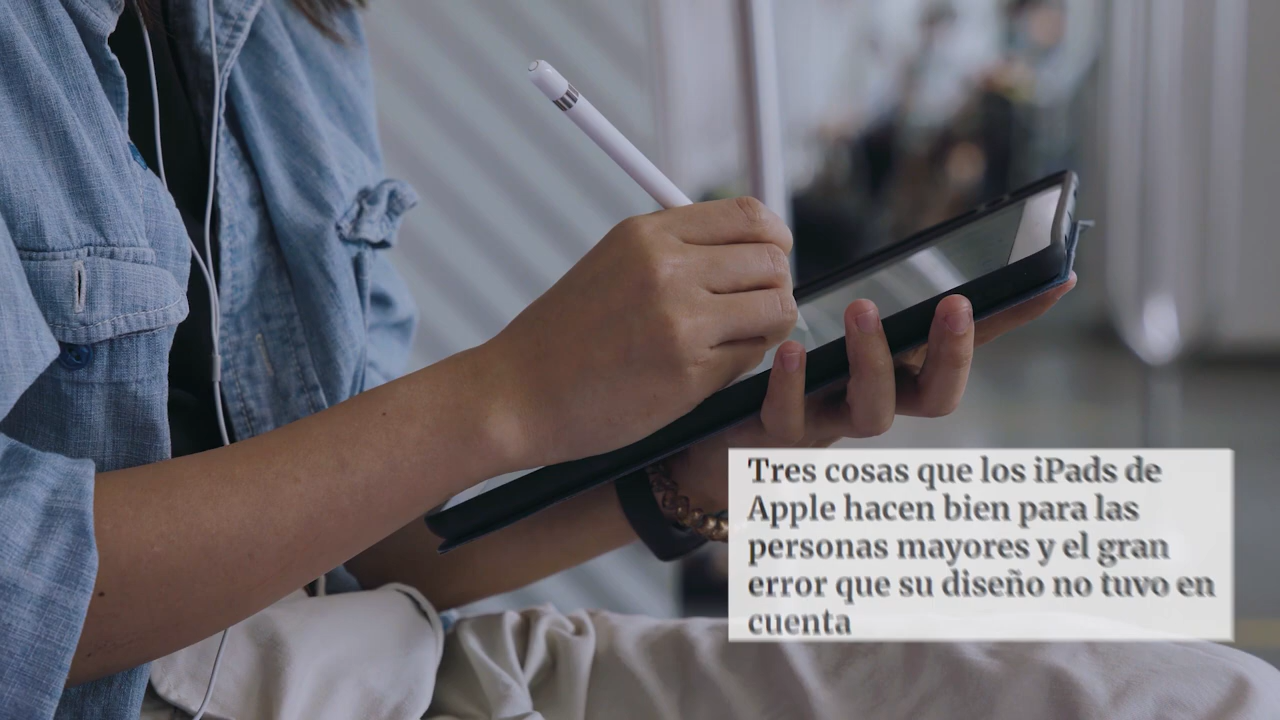 Tres cosas que los iPads de
Apple hacen bien para las
personas mayores y el gran
error que su diseño no tuvo en
cuenta